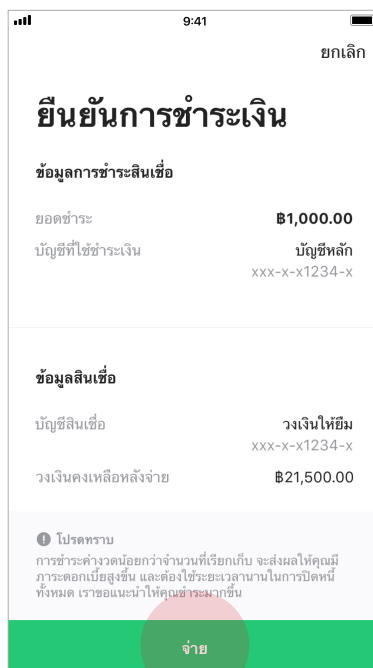 9:41
ยกเลิก
ยืนยันการชำระเงิน
ข้อมูลการชำระสินเชื่อ
ยอดชำระ ฿1,000.00
บัญชีที่ใช้ชำระเงิน บัญชีหลัก
xxx-x-x1234-x
ข้อมูลสินเชื่อ
บัญชีสินเชื่อ วงเงินให้ยืม
xxx-x-x1234-x
วงเงินคงเหลือหลังจ่าย ฿21,500.00
โปรดทราบ
การชำระค่างวดน้อยกว่าจำนวนที่เรียกเก็บ จะส่งผลให้คุณมี
ภาระดอกเบี้ยสูงขึ้น และต้องใช้ระยะเวลานานในการปิดหนี้
ทั้งหมด เราขอแนะนำให้คุณชำระมากขึ้น
จ่าย